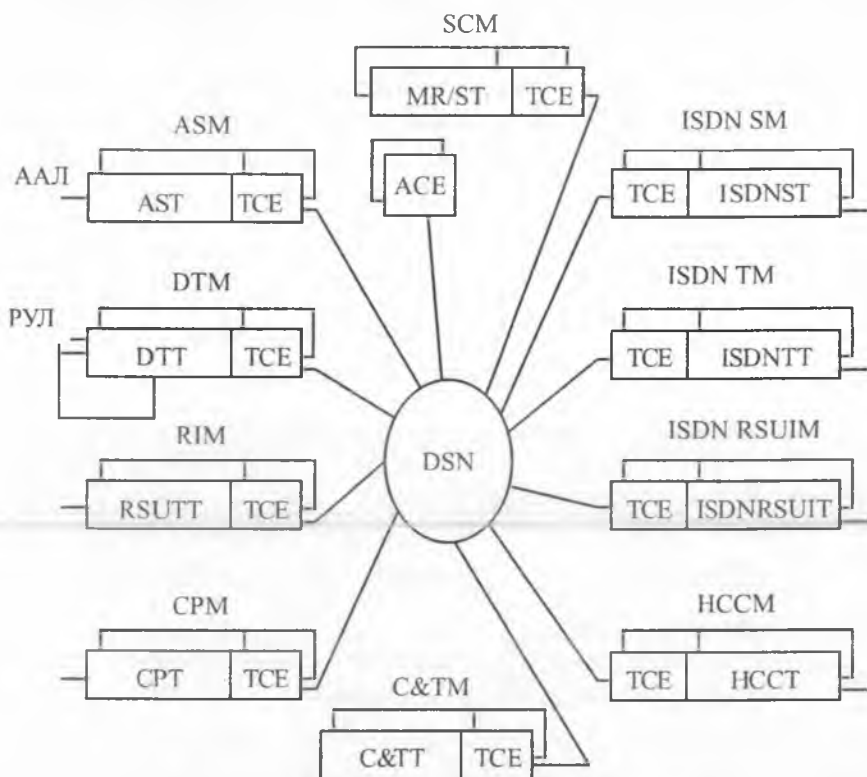 SCM
MR/ST TCE
ASM
ISDN SM
ААЛ
AST TCE
ACE
TCE ISDNST
DTM
ISDN TM
РУЛ
DTT TCE
TCE ISDNTT
RIM
ISDN RSUIM
DSN
RSUTT TCE
TCE ISDNRSUIT
CPM
HCCM
CPT TCE
TCE HCCT
C&TM
C&TT TCE